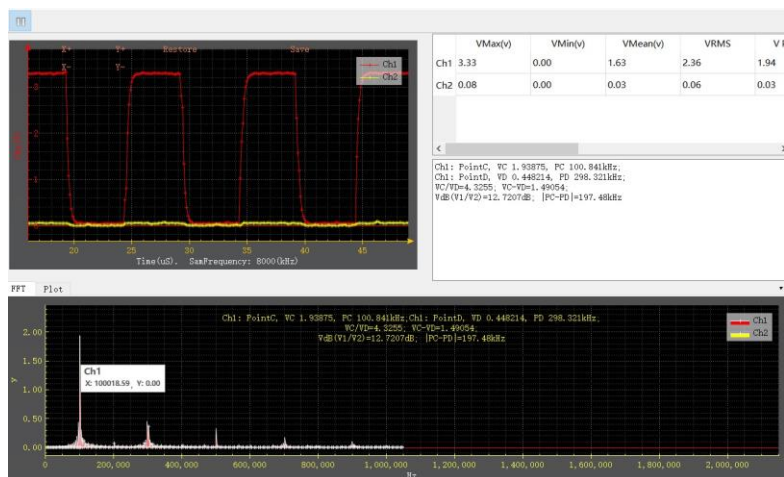 X+ Y+ Restore Save
X- Y-
Ch1
Ch2
3
2
1
20 25 30 35 40 45
Time(uS). SamFrequency: 8000(kHz)
VMax(v) VMin(v) VMean(v) VRMS
Ch1 3.33 0.00 1.63 2.36 1.94
Ch2 0.08 0.00 0.03 0.06 0.03
Ch1: PointC, VC 1.93875, PC 100.841kHz;
Ch1: PointD, VD 0.448214, PD 298.321kHz;
VC/VD=4.3255; VC-VD=1.49054;
VdB(V1/V2)=12.7207dB; |PC-PD|=197.48kHz
FFT Plot
Ch1: PointC, VC 1.93875, PC 100.841kHz;Ch1: PointD, VD 0.448214, PD 298.321kHz;
VC/VD=4.3255; VC-VD=1.49054;
VdB(V1/V2)=12.7207dB; |PC-PD|=197.48kHz
Ch1
Ch2
2.00
1.50
1.00
0.50
0.00
y
Ch1
X: 100018.59, Y: 0.00
0 200,000 400,000 600,000 800,000 1,000,000 1,200,000 1,400,000 1,600,000 1,800,000 2,000,000